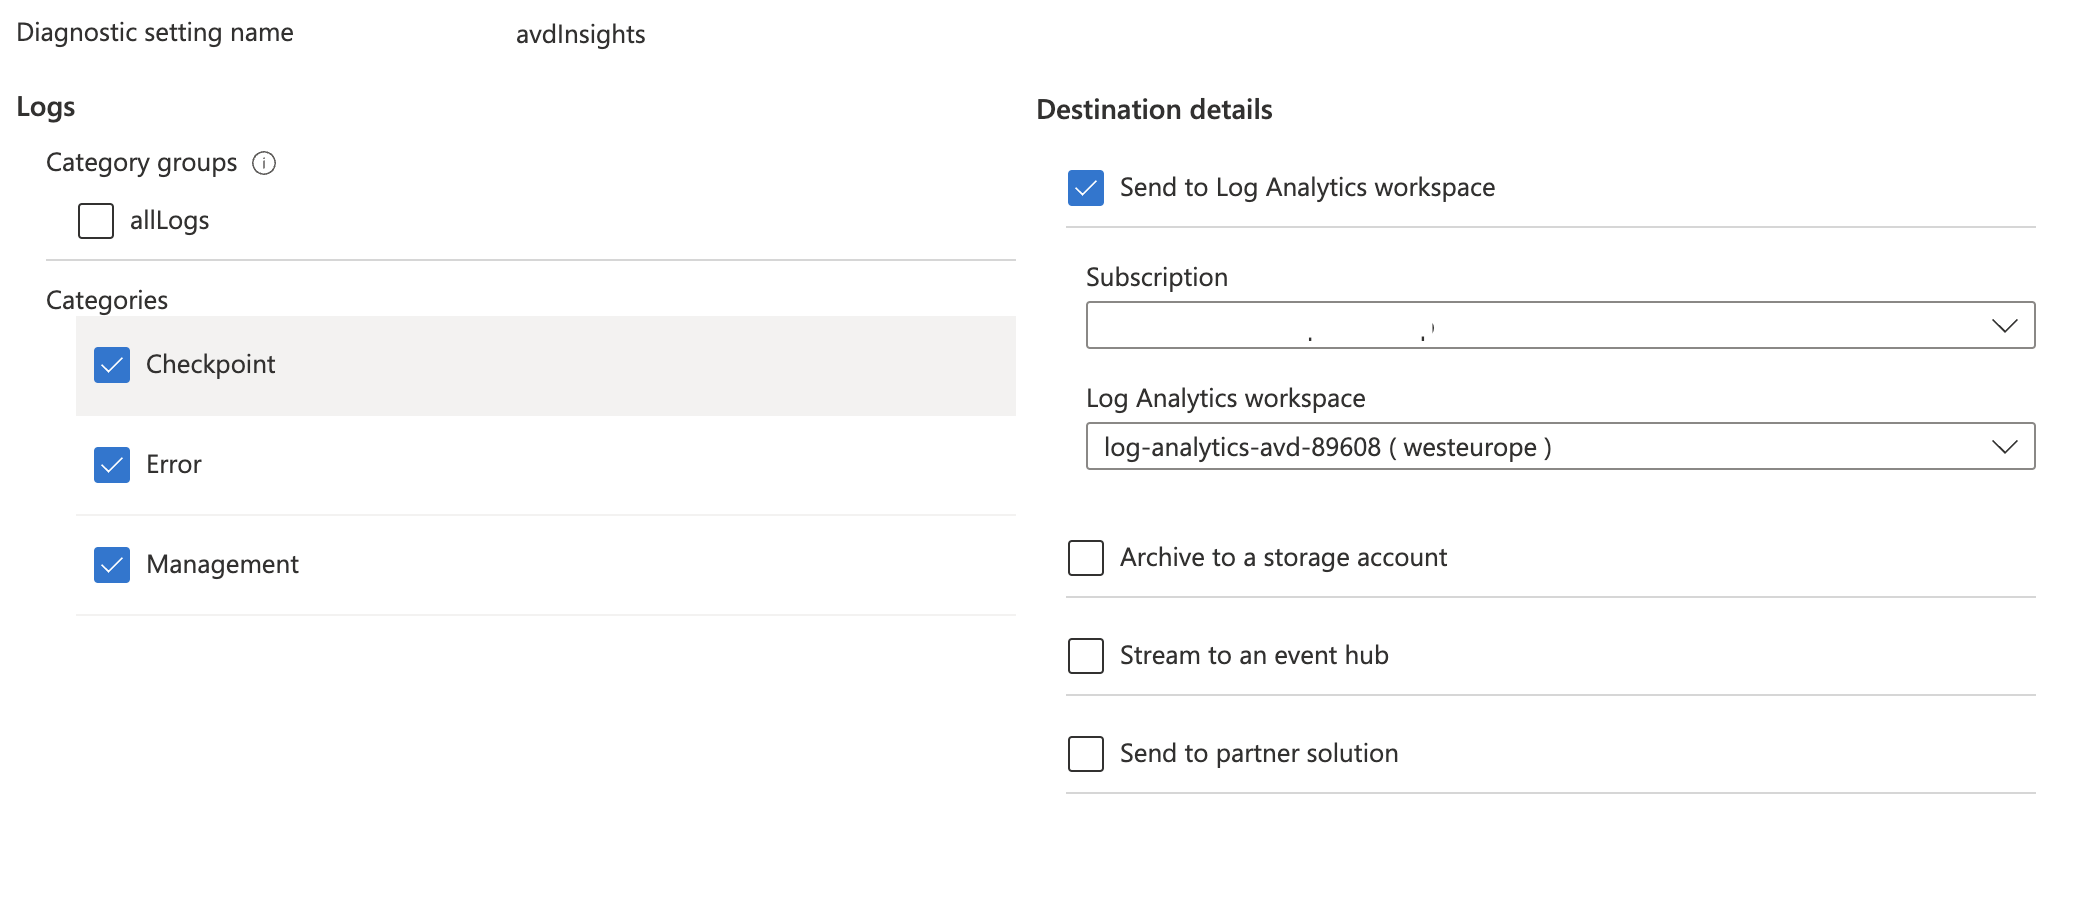 Diagnostic setting name
avdInsights
Logs
Category groups
allLogs
Categories
Checkpoint
Error
Management
Destination details
Send to Log Analytics workspace
Subscription
Log Analytics workspace
log-analytics-avd-89608 ( westeurope )
Archive to a storage account
Stream to an event hub
Send to partner solution